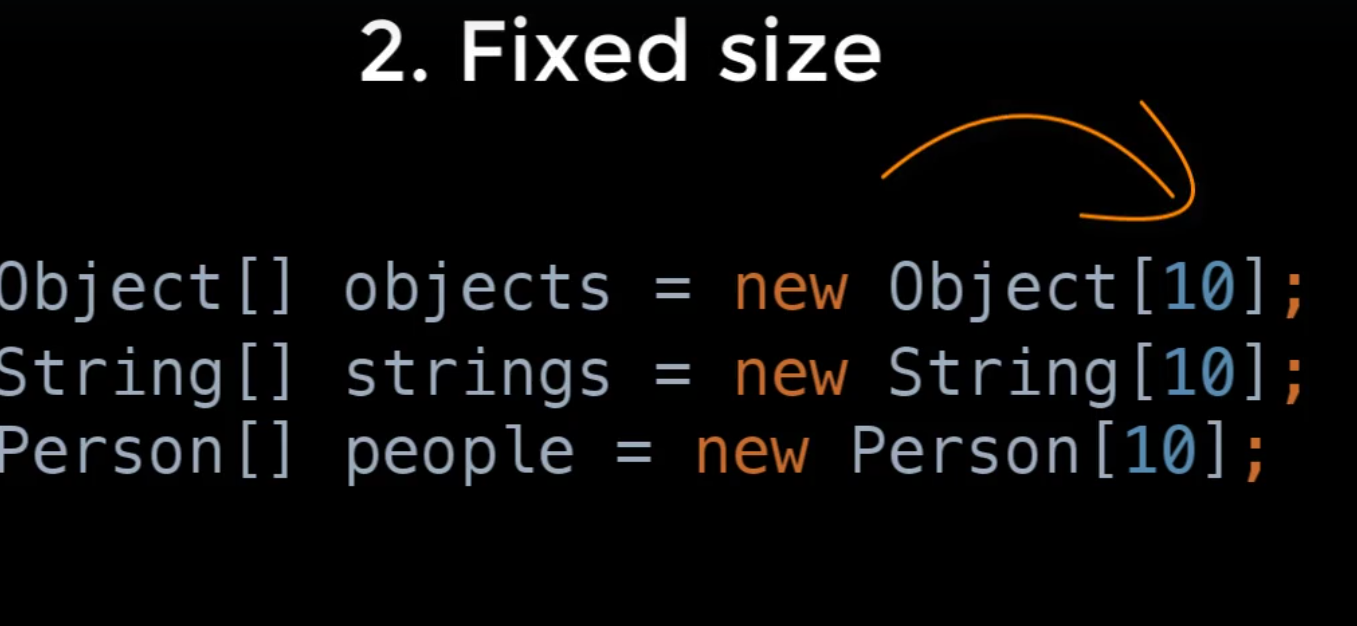 2. Fixed size
Object[] objects = new Object[10];
String[] strings = new String[10];
Person[] people = new Person[10];